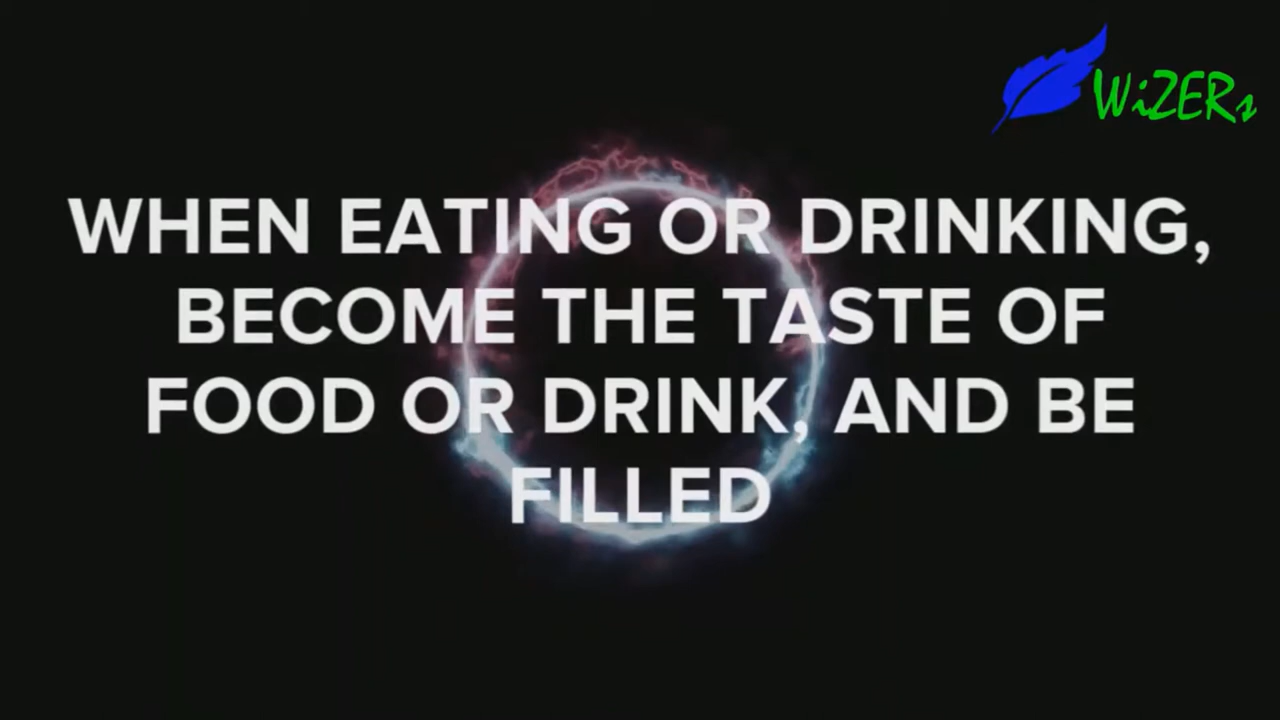 WiZERs
WHEN EATING OR DRINKING,
BECOME THE TASTE OF
FOOD OR DRINK, AND BE
FILLED